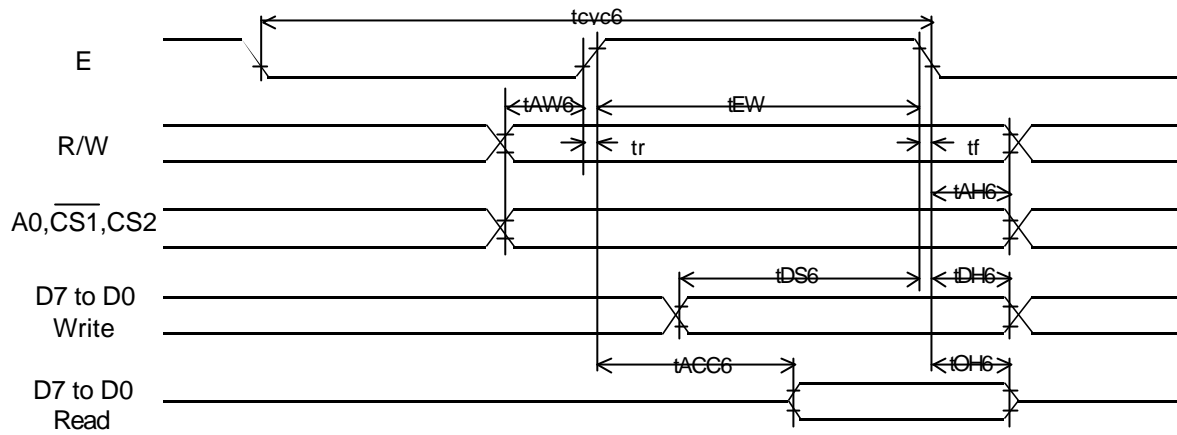 tcyc6
E
tAW6
tEW
R/W
tr
tf
tAH6
A0,CS1,CS2
tDS6
tDH6
D7 to D0
Write
tACC6
tOH6
D7 to D0
Read